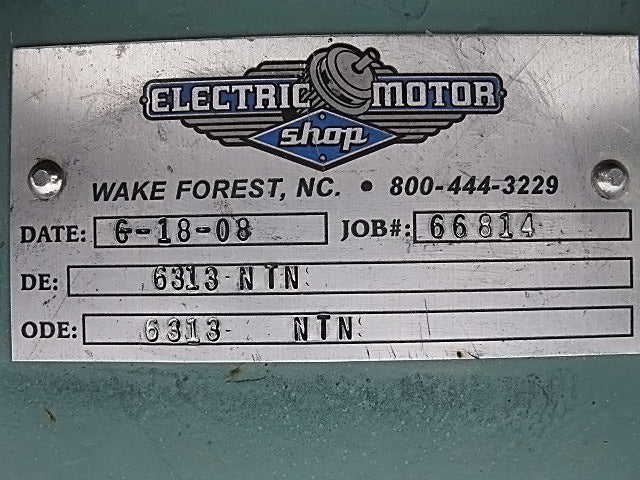 ELECTRIC MOTOR
shop
WAKE FOREST, NC. • 800-444-3229
DATE: 6-18-08 JOB#: 66814
DE: 6313-NTN
ODE: 6313- NTN